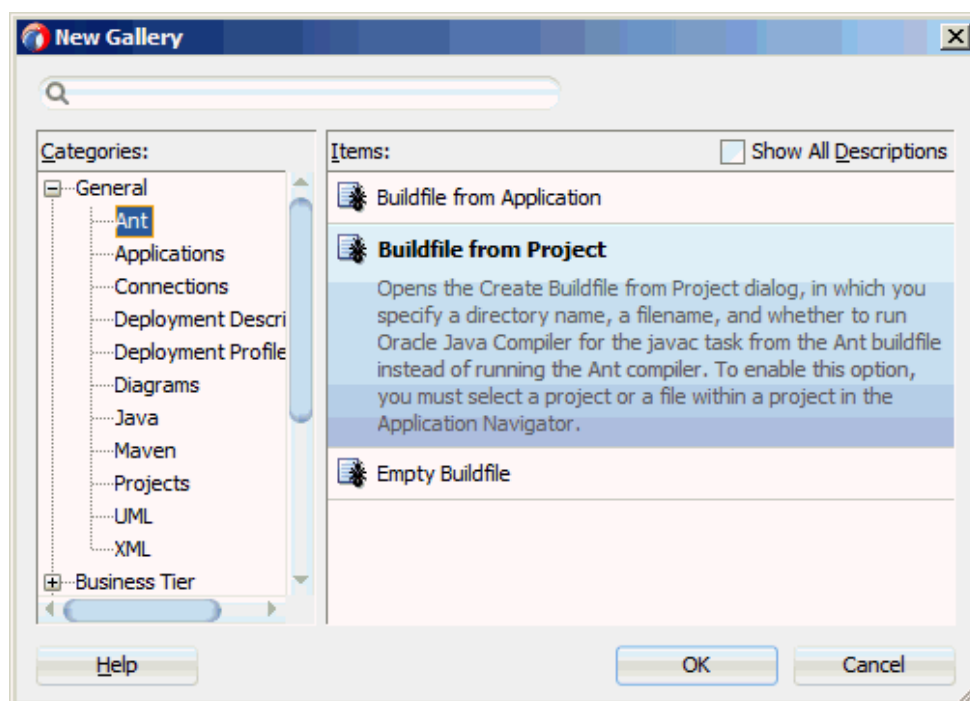 New Gallery
Categories:
General
Ant
Applications
Connections
Deployment Descri
Deployment Profile
Diagrams
Java
Maven
Projects
UML
XML
Business Tier
Items:
Show All Descriptions
Buildfile from Application
Buildfile from Project
Opens the Create Buildfile from Project dialog, in which you
specify a directory name, a filename, and whether to run
Oracle Java Compiler for the javac task from the Ant buildfile
instead of running the Ant compiler. To enable this option,
you must select a project or a file within a project in the
Application Navigator.
Empty Buildfile
Help
OK
Cancel